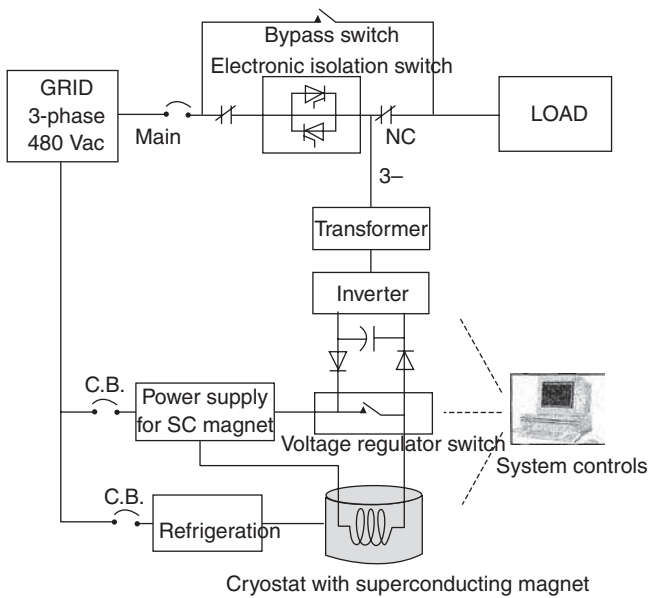 Bypass switch
Electronic isolation switch
GRID
3-phase
480 Vac
Main
NC
LOAD
3–
Transformer
Inverter
C.B.
Power supply
for SC magnet
Voltage regulator switch
System controls
C.B.
Refrigeration
Cryostat with superconducting magnet